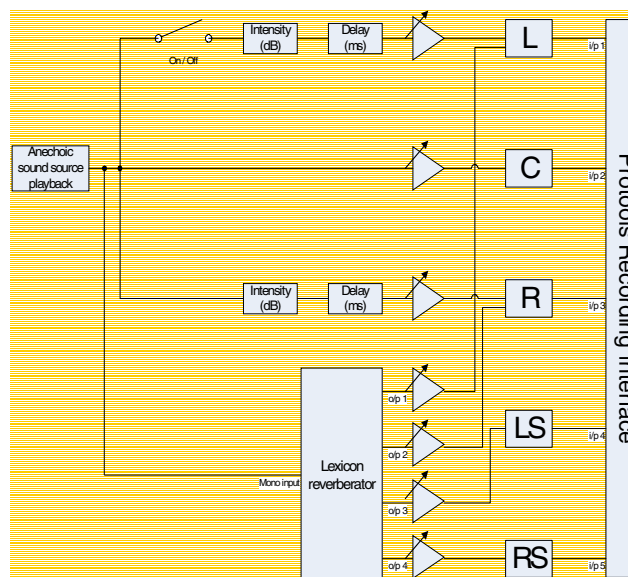 Intensity
(dB)
Delay
(ms)
L
i/p 1
On / Off
Anechoic
sound source
playback
C
i/p 2
Intensity
(dB)
Delay
(ms)
R
i/p 3
Protools Recording Interface
o/p 1
LS
i/p 4
o/p 2
Lexicon
reverberator
Mono input
o/p 3
RS
o/p 4
i/p 5